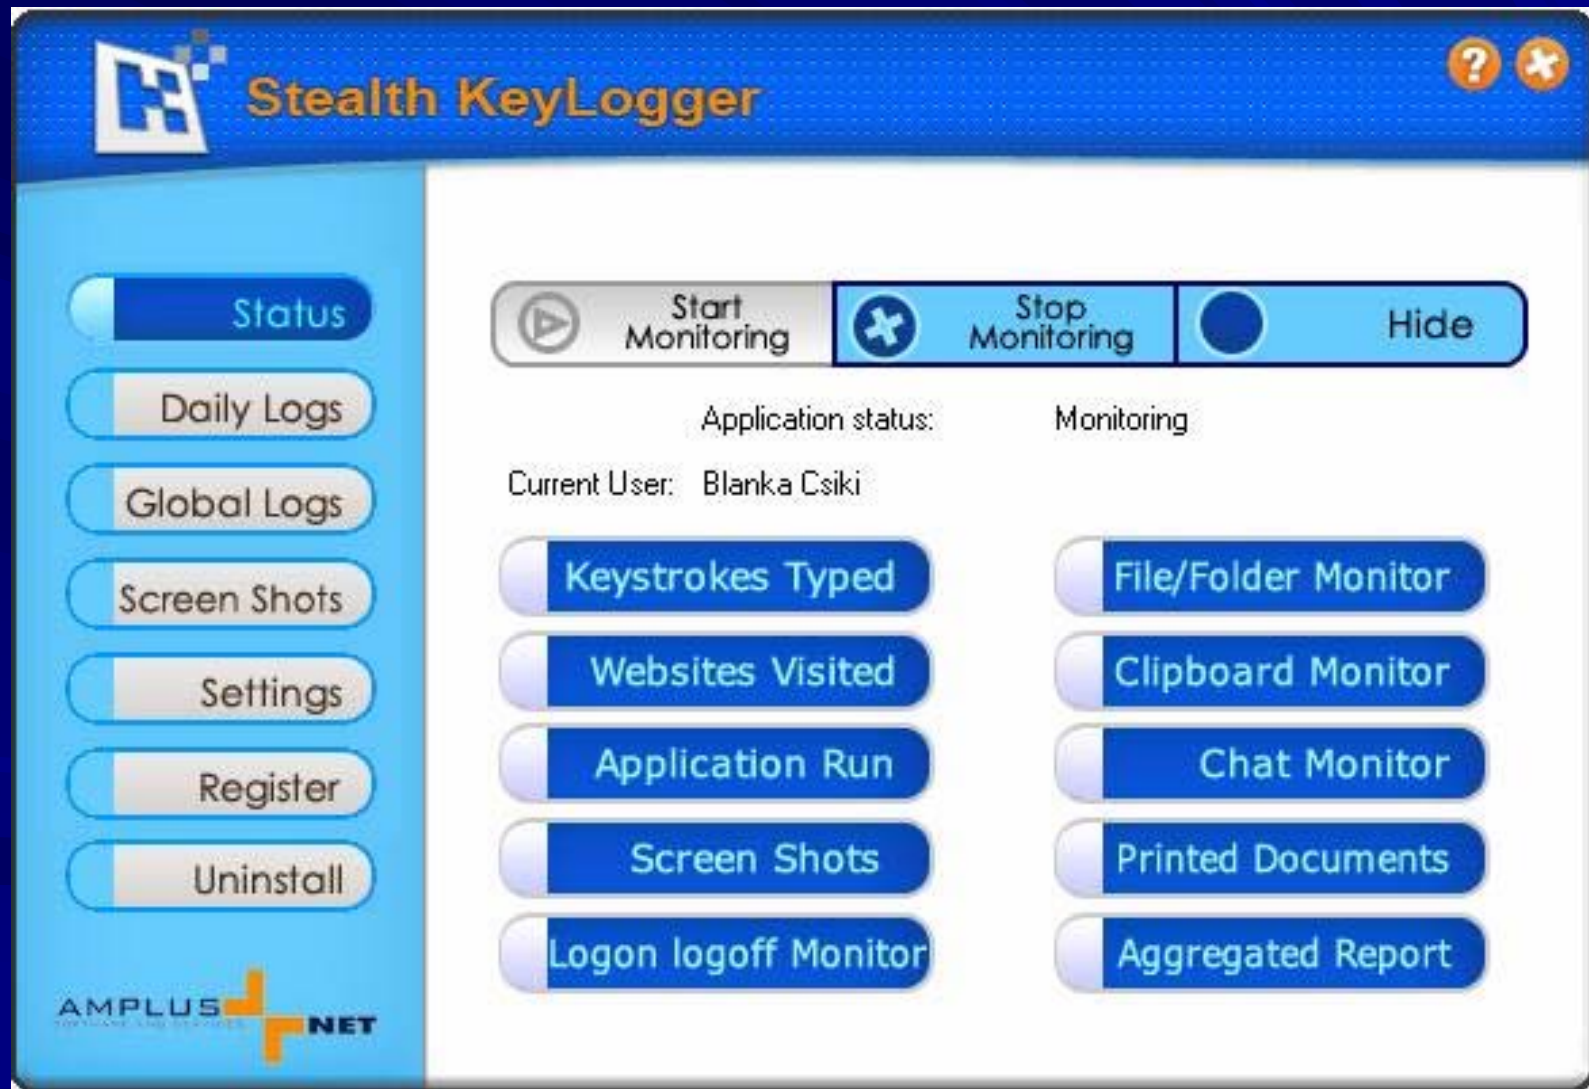 Stealth KeyLogger
?
Status
Daily Logs
Global Logs
Screen Shots
Settings
Register
Uninstall
AMPLUS
NET
Start Monitoring
Stop Monitoring
Hide
Application status: Monitoring
Current User: Blanka Csiki
Keystrokes Typed
File/Folder Monitor
Websites Visited
Clipboard Monitor
Application Run
Chat Monitor
Screen Shots
Printed Documents
Logon logoff Monitor
Aggregated Report